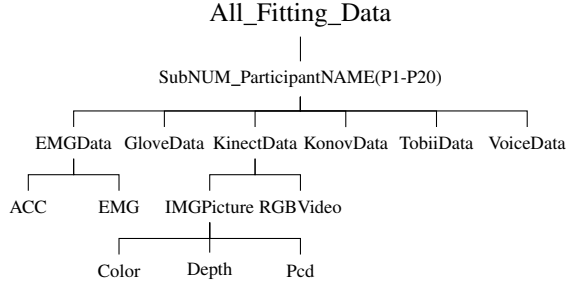 All_Fitting_Data
SubNUM_ParticipantNAME(P1-P20)
EMGData GloveData KinectData KonovData TobiiData VoiceData
ACC EMG IMGPicture RGBVideo
Color Depth Pcd